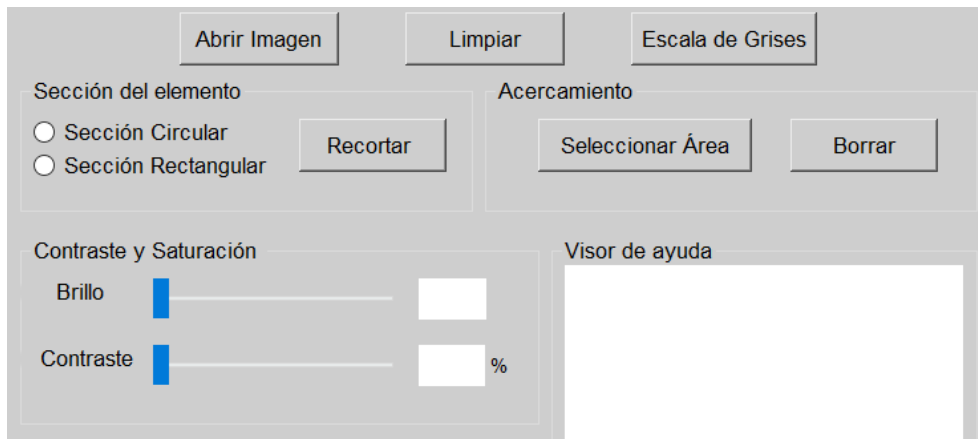 Abrir Imagen
Limpiar
Escala de Grises
Sección del elemento
Sección Circular
Sección Rectangular
Recortar
Acercamiento
Seleccionar Área
Borrar
Contraste y Saturación
Brillo
Contraste
%
Visor de ayuda